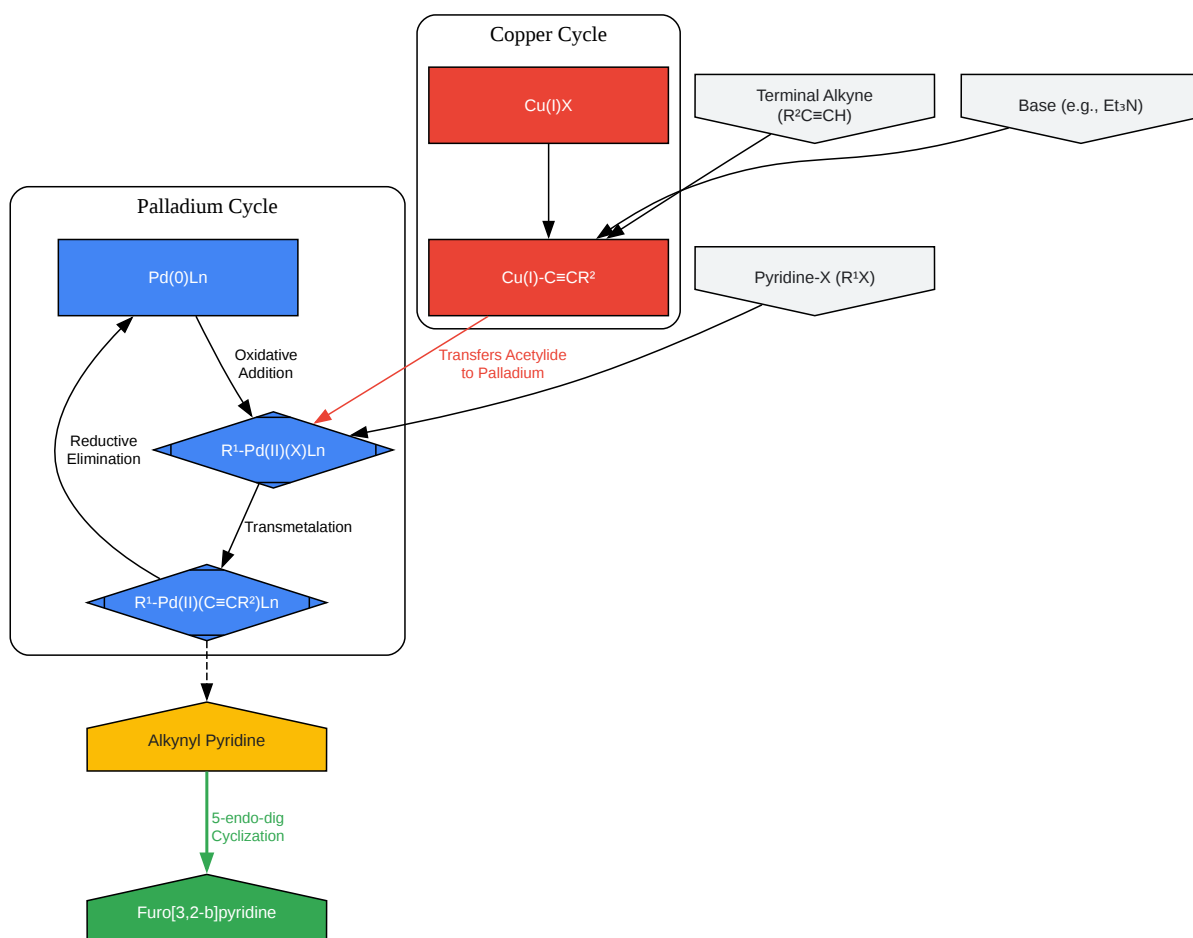 Copper Cycle
Cu(I)X
Terminal Alkyne
(R²C≡CH)
Base (e.g., Et₃N)
Palladium Cycle
Pd(0)Ln
Cu(I)-C≡CR²
Pyridine-X (R¹X)
Oxidative
Addition
Transfers Acetylide
to Palladium
Reductive
Elimination
R¹-Pd(II)(X)Ln
Transmetalation
R¹-Pd(II)(C≡CR²)Ln
Alkynyl Pyridine
5-endo-dig
Cyclization
Furo[3,2-b]pyridine